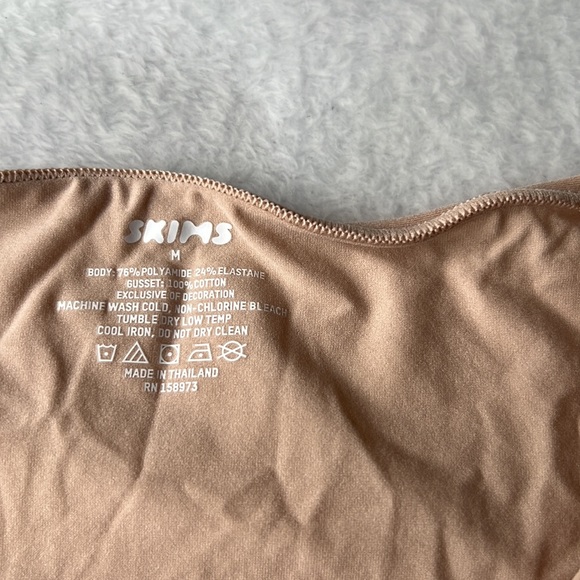 SKIMS
M
BODY: 76% POLYAMIDE 24% ELASTANE
GUSSET: 100% COTTON
EXCLUSIVE OF DECORATION
MACHINE WASH COLD, NON-CHLORINE BLEACH
TUMBLE DRY LOW TEMP
COOL IRON, DO NOT DRY CLEAN
MADE IN THAILAND
RN 158973